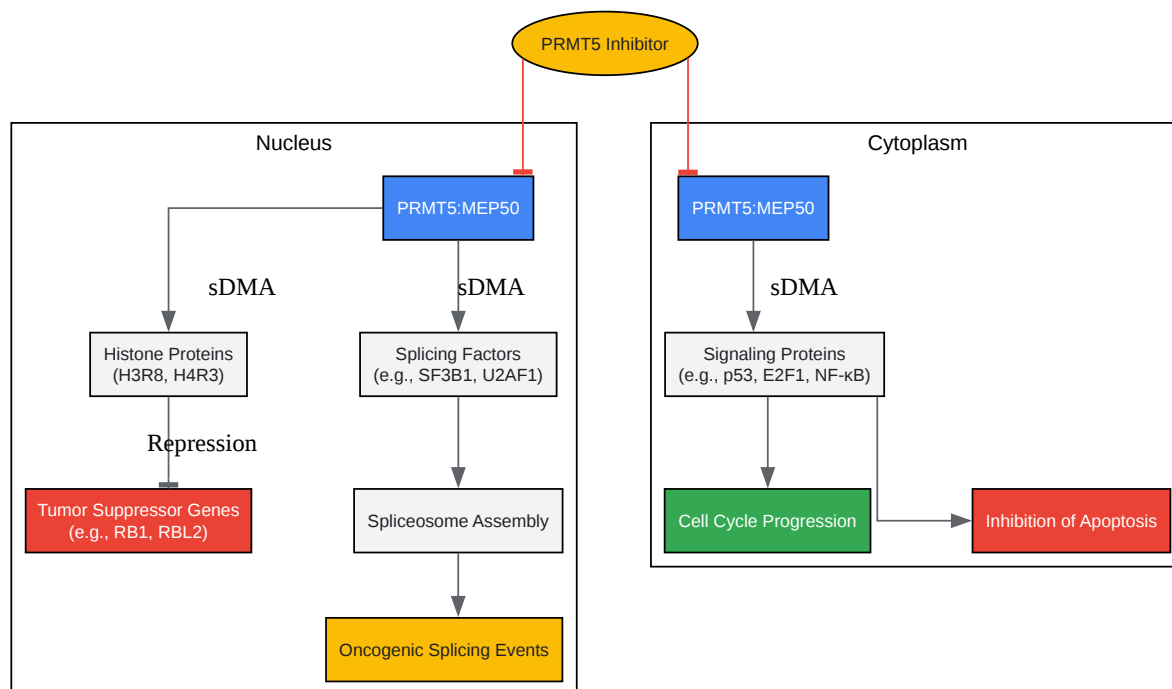 PRMT5 Inhibitor
Nucleus
Cytoplasm
PRMT5:MEP50
PRMT5:MEP50
sDMA
sDMA
sDMA
Histone Proteins
(H3R8, H4R3)
Splicing Factors
(e.g., SF3B1, U2AF1)
Signaling Proteins
(e.g., p53, E2F1, NF-κB)
Repression
Tumor Suppressor Genes
(e.g., RB1, RBL2)
Spliceosome Assembly
Cell Cycle Progression
Inhibition of Apoptosis
Oncogenic Splicing Events